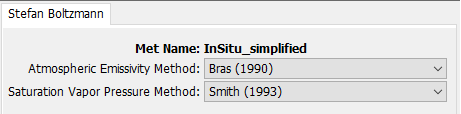 Stefan Boltzmann
Met Name: InSitu_simplified
Atmospheric Emissivity Method: Bras (1990)
Saturation Vapor Pressure Method: Smith (1993)